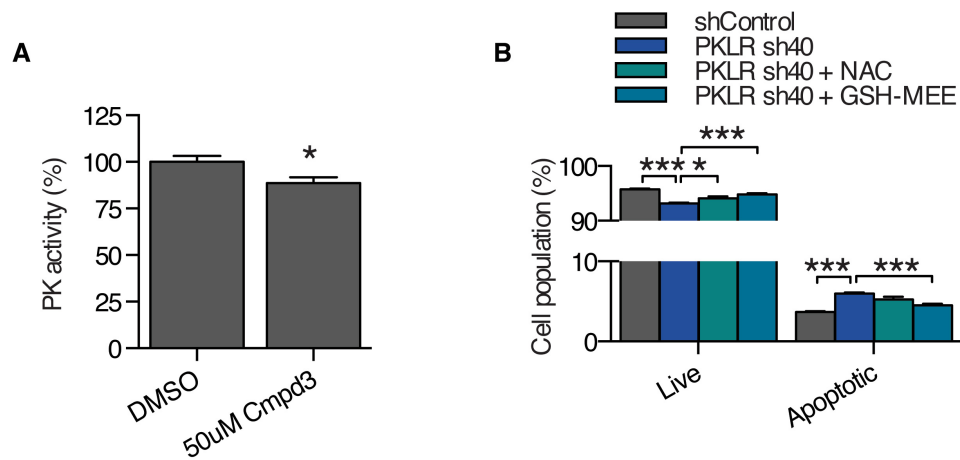 A
PK activity (%)
125
100
75
50
25
0
*
DMSO
50uM Cmpd3
B
shControl
PKLR sh40
PKLR sh40 + NAC
PKLR sh40 + GSH-MEE
Cell population (%)
100
90
10
0
***
*** *
*** ***
Live
Apoptotic